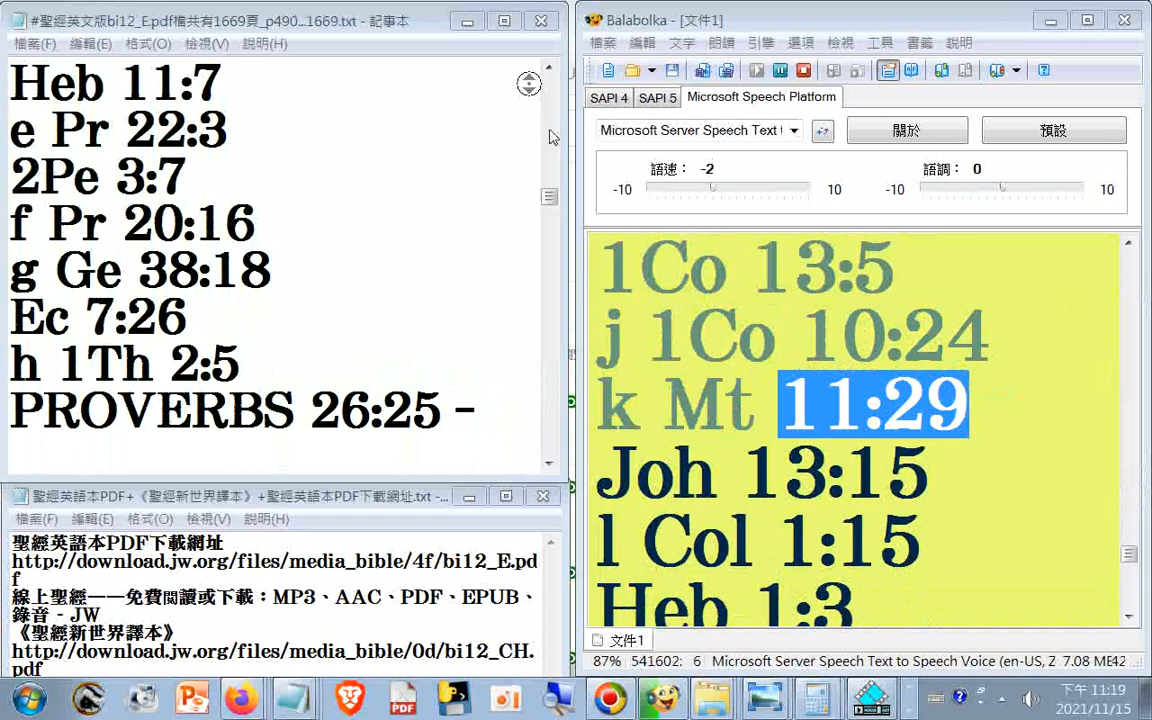 #聖經英文版bi12_E.pdf檔共有1669頁_p490...1669.txt - 記事本
檔案(F) 編輯(E) 格式(O) 檢視(V) 說明(H)
Heb 11:7
e Pr 22:3
2Pe 3:7
f Pr 20:16
g Ge 38:18
Ec 7:26
h 1Th 2:5
PROVERBS 26:25 -
聖經英語本PDF+《聖經新世界譯本》+聖經英語本PDF下載網址.txt -...
檔案(F) 編輯(E) 格式(O) 檢視(V) 說明(H)
聖經英語本PDF下載網址
http://download.jw.org/files/media_bible/4f/bi12_E.pd
f
線上聖經——免費閱讀或下載：MP3、AAC、PDF、EPUB、
錄音 - JW
《聖經新世界譯本》
http://download.jw.org/files/media_bible/0d/bi12_CH.
pdf
Balabolka - [文件1]
檔案 編輯 文字 朗讀 引擎 選項 檢視 工具 書籤 說明
SAPI 4 SAPI 5 Microsoft Speech Platform
Microsoft Server Speech Text 關於 預設
語速： -2 語調： 0
-10 10 -10 10
1Co 13:5
j 1Co 10:24
k Mt 11:29
Joh 13:15
l Col 1:15
Heb 1:3
文件1
87% 541602: 6 Microsoft Server Speech Text to Speech Voice (en-US, Z 7.08 ME42
下午 11:19
2021/11/15